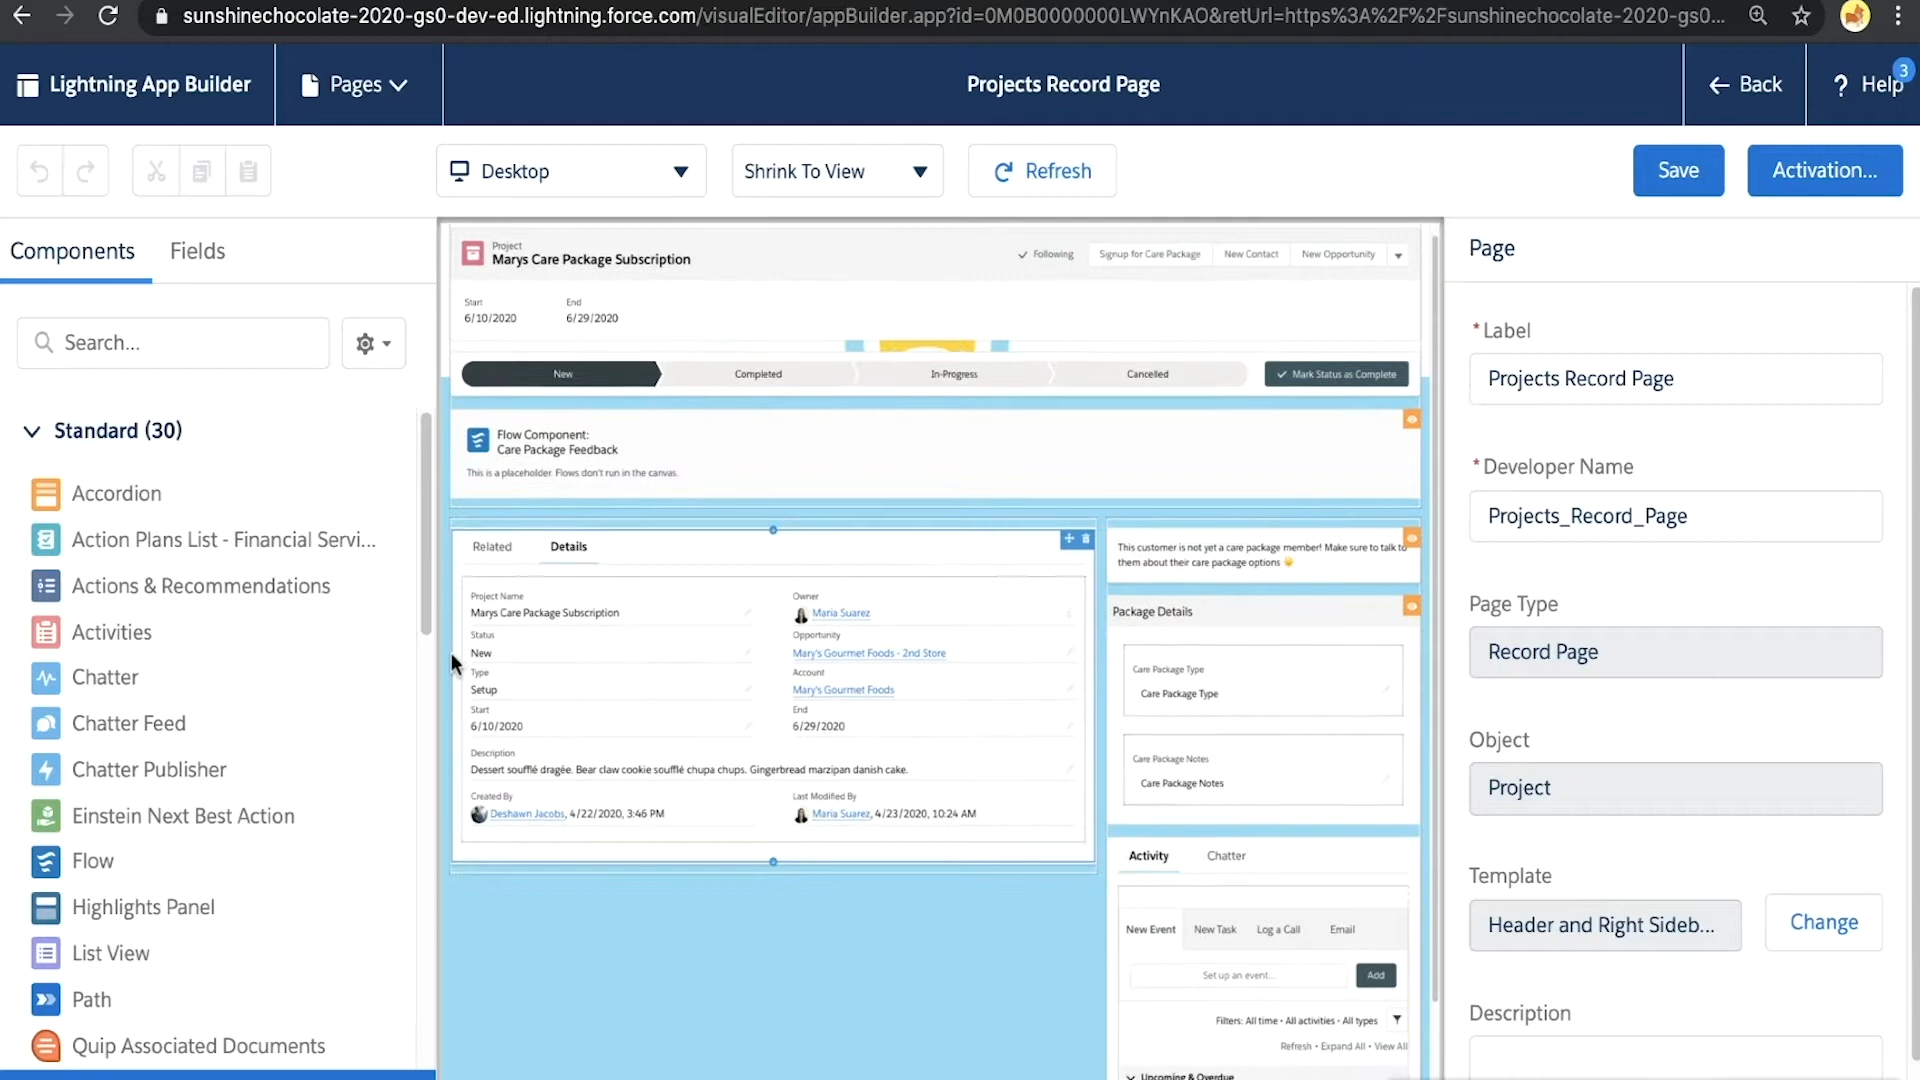 sunshinechocolate-2020-gs0-dev-ed.lightning.force.com/visualEditor/appBuilder.app?id=0M0B0000000LWYnKAO&retUrl=https%3A%2F%2Fsunshinechocolate-2020-gs0...
Lightning App Builder
Pages
Projects Record Page
Back
? Help
3
Desktop
Shrink To View
Refresh
Save
Activation...
Components
Fields
Search...
Standard (30)
Accordion
Action Plans List - Financial Servi...
Actions & Recommendations
Activities
Chatter
Chatter Feed
Chatter Publisher
Einstein Next Best Action
Flow
Highlights Panel
List View
Path
Quip Associated Documents
Project
Marys Care Package Subscription
Following
Signup for Care Package
New Contact
New Opportunity
Start
End
6/10/2020
6/29/2020
New
Completed
In-Progress
Cancelled
Mark Status as Complete
Flow Component:
Care Package Feedback
This is a placeholder. Flows don't run in the canvas.
Related
Details
Project Name
Marys Care Package Subscription
Owner
Maria Suarez
Status
New
Opportunity
Mary's Gourmet Foods - 2nd Store
Type
Setup
Account
Mary's Gourmet Foods
Start
6/10/2020
End
6/29/2020
Description
Dessert soufflé dragée. Bear claw cookie soufflé chupa chups. Gingerbread marzipan danish cake.
Created By
Deshawn Jacobs, 4/22/2020, 3:46 PM
Last Modified By
Maria Suarez, 4/23/2020, 10:24 AM
This customer is not yet a care package member! Make sure to talk to
them about their care package options
Package Details
Care Package Type
Care Package Type
Care Package Notes
Care Package Notes
Activity
Chatter
New Event
New Task
Log a Call
Email
Set up an event...
Add
Filters: All time • All activities • All types
Refresh • Expand All • View All
Upcoming & Overdue
Page
*Label
Projects Record Page
*Developer Name
Projects_Record_Page
Page Type
Record Page
Object
Project
Template
Header and Right Sideb...
Change
Description